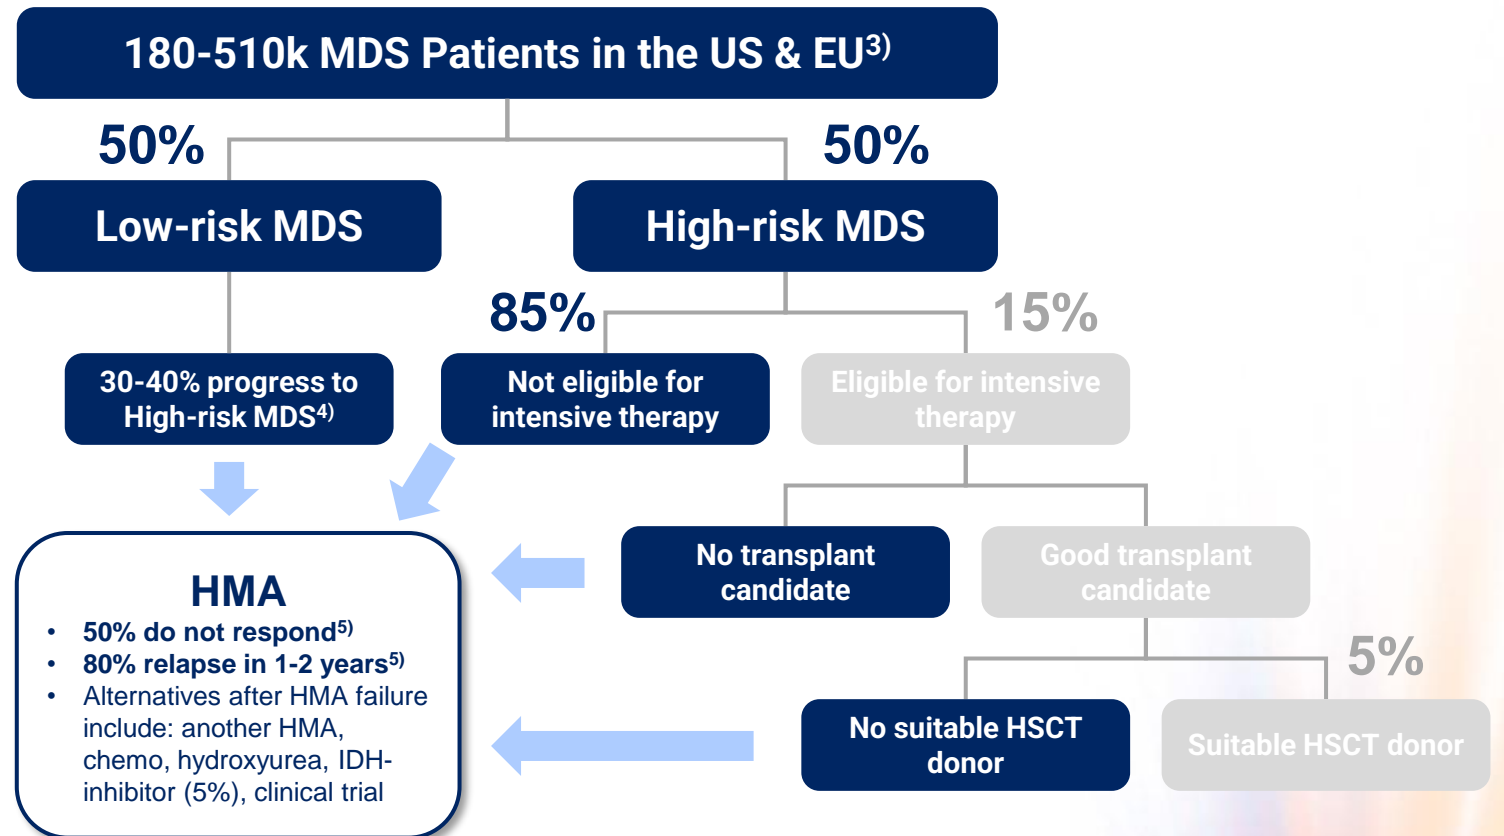 180-510k MDS Patients in the US & EU3)
50%
50%
Low-risk MDS
High-risk MDS
85%
15%
30-40% progress to
High-risk MDS4)
Not eligible for
intensive therapy
Eligible for intensive
therapy
No transplant
candidate
Good transplant
candidate
HMA
• 50% do not respond5)
• 80% relapse in 1-2 years5)
• Alternatives after HMA failure
include: another HMA,
chemo, hydroxyurea, IDH-
inhibitor (5%), clinical trial
5%
No suitable HSCT
donor
Suitable HSCT donor